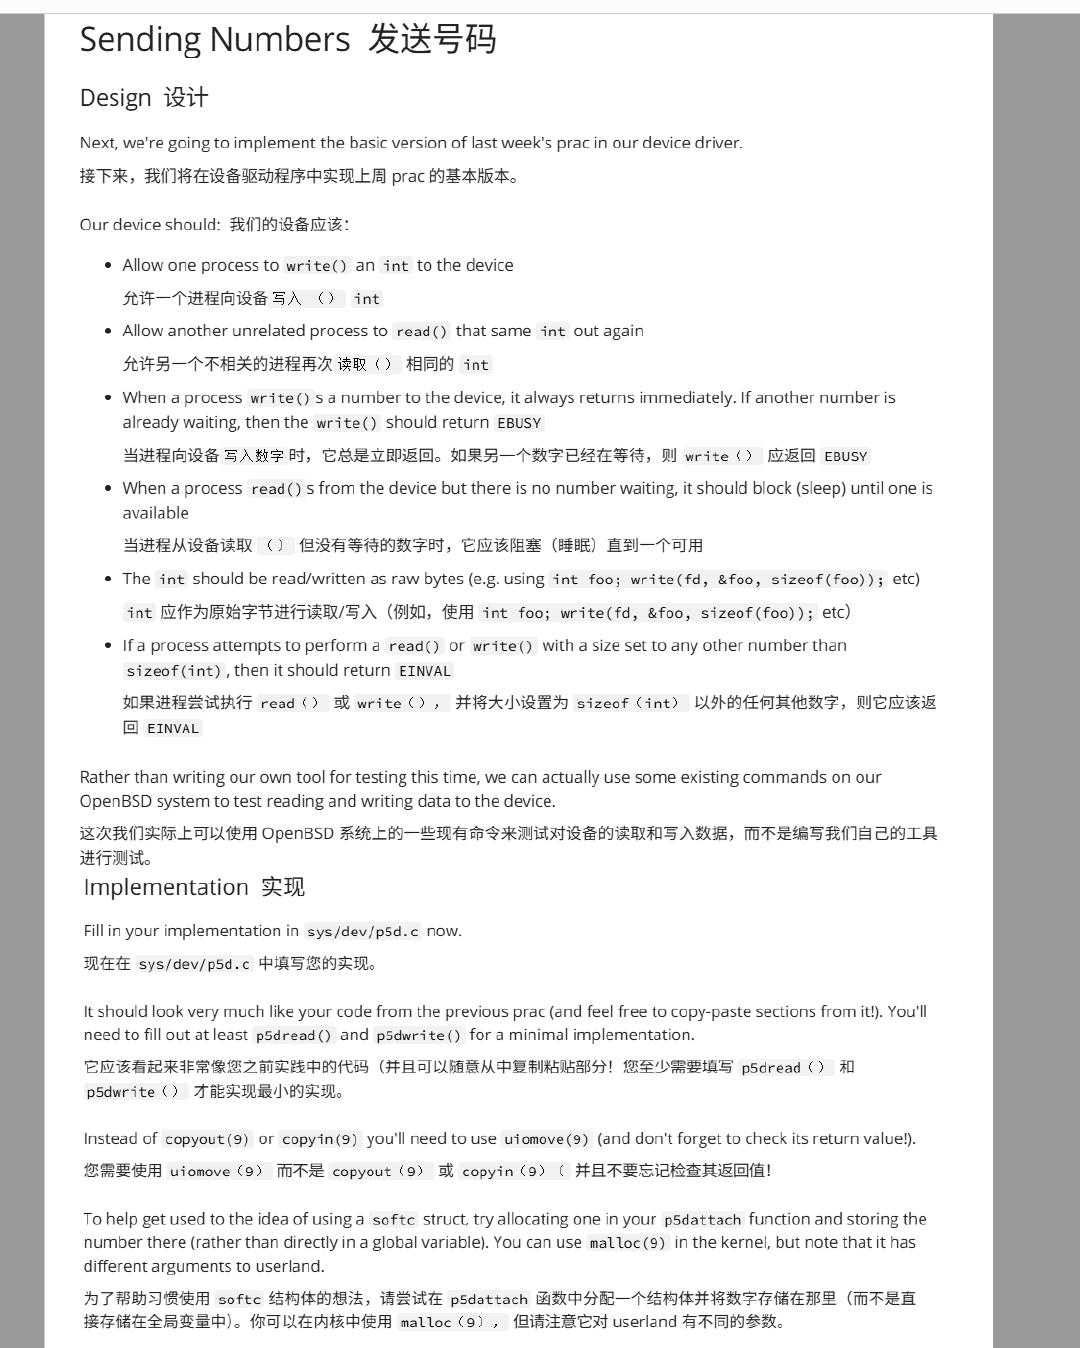 Sending Numbers 发送号码
Design 设计
Next, we're going to implement the basic version of last week's prac in our device driver.
接下来，我们将在设备驱动程序中实现上周 prac 的基本版本。
Our device should: 我们的设备应该：
• Allow one process to write() an int to the device
允许一个进程向设备 写入 （） int
• Allow another unrelated process to read() that same int out again
允许另一个不相关的进程再次 读取（） 相同的 int
• When a process write()s a number to the device, it always returns immediately. If another number is
already waiting, then the write() should return EBUSY
当进程向设备 写入数字 时，它总是立即返回。如果另一个数字已经在等待，则 write（） 应返回 EBUSY
• When a process read()s from the device but there is no number waiting, it should block (sleep) until one is
available
当进程从设备读取 （） 但没有等待的数字时，它应该阻塞（睡眠）直到一个可用
• The int should be read/written as raw bytes (e.g. using int foo; write(fd, &foo, sizeof(foo)); etc)
int 应作为原始字节进行读取/写入（例如，使用 int foo; write(fd, &foo, sizeof(foo)); etc）
• If a process attempts to perform a read() or write() with a size set to any other number than
sizeof(int), then it should return EINVAL
如果进程尝试执行 read（） 或 write（）， 并将大小设置为 sizeof（int） 以外的任何其他数字，则它应该返
回 EINVAL
Rather than writing our own tool for testing this time, we can actually use some existing commands on our
OpenBSD system to test reading and writing data to the device.
这次我们实际上可以使用 OpenBSD 系统上的一些现有命令来测试对设备的读取和写入数据，而不是编写我们自己的工具
进行测试。
Implementation 实现
Fill in your implementation in sys/dev/p5d.c now.
现在在 sys/dev/p5d.c 中填写您的实现。
It should look very much like your code from the previous prac (and feel free to copy-paste sections from it!). You'll
need to fill out at least p5dread() and p5dwrite() for a minimal implementation.
它应该看起来非常像您之前实践中的代码（并且可以随意从中复制粘贴部分！您至少需要填写 p5dread（） 和
p5dwrite（） 才能实现最小的实现。
Instead of copyout(9) or copyin(9) you'll need to use uiomove(9) (and don't forget to check its return value!).
您需要使用 uiomove（9） 而不是 copyout（9） 或 copyin（9）（ 并且不要忘记检查其返回值！
To help get used to the idea of using a softc struct, try allocating one in your p5dattach function and storing the
number there (rather than directly in a global variable). You can use malloc(9) in the kernel, but note that it has
different arguments to userland.
为了帮助习惯使用 softc 结构体的想法，请尝试在 p5dattach 函数中分配一个结构体并将数字存储在那里（而不是直
接存储在全局变量中）。你可以在内核中使用 malloc（9）， 但请注意它对 userland 有不同的参数。